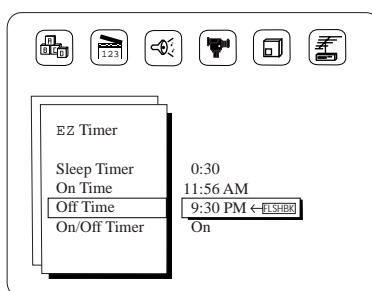 A
B C D
123
EZ Timer
Sleep Timer 0:30
On Time 11:56 AM
Off Time 9:30 PM ←FLSHBK
On/Off Timer On